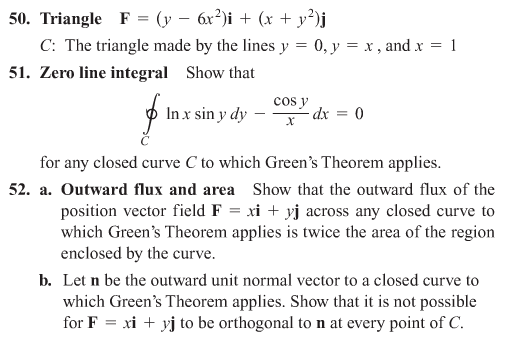 50. Triangle F = (y − 6x²)i + (x + y²)j
C: The triangle made by the lines y = 0, y = x, and x = 1
51. Zero line integral Show that
∮_C ln x sin y dy − (cos y)/x dx = 0
for any closed curve C to which Green's Theorem applies.
52. a. Outward flux and area Show that the outward flux of the
position vector field F = xi + yj across any closed curve to
which Green's Theorem applies is twice the area of the region
enclosed by the curve.
b. Let n be the outward unit normal vector to a closed curve to
which Green's Theorem applies. Show that it is not possible
for F = xi + yj to be orthogonal to n at every point of C.